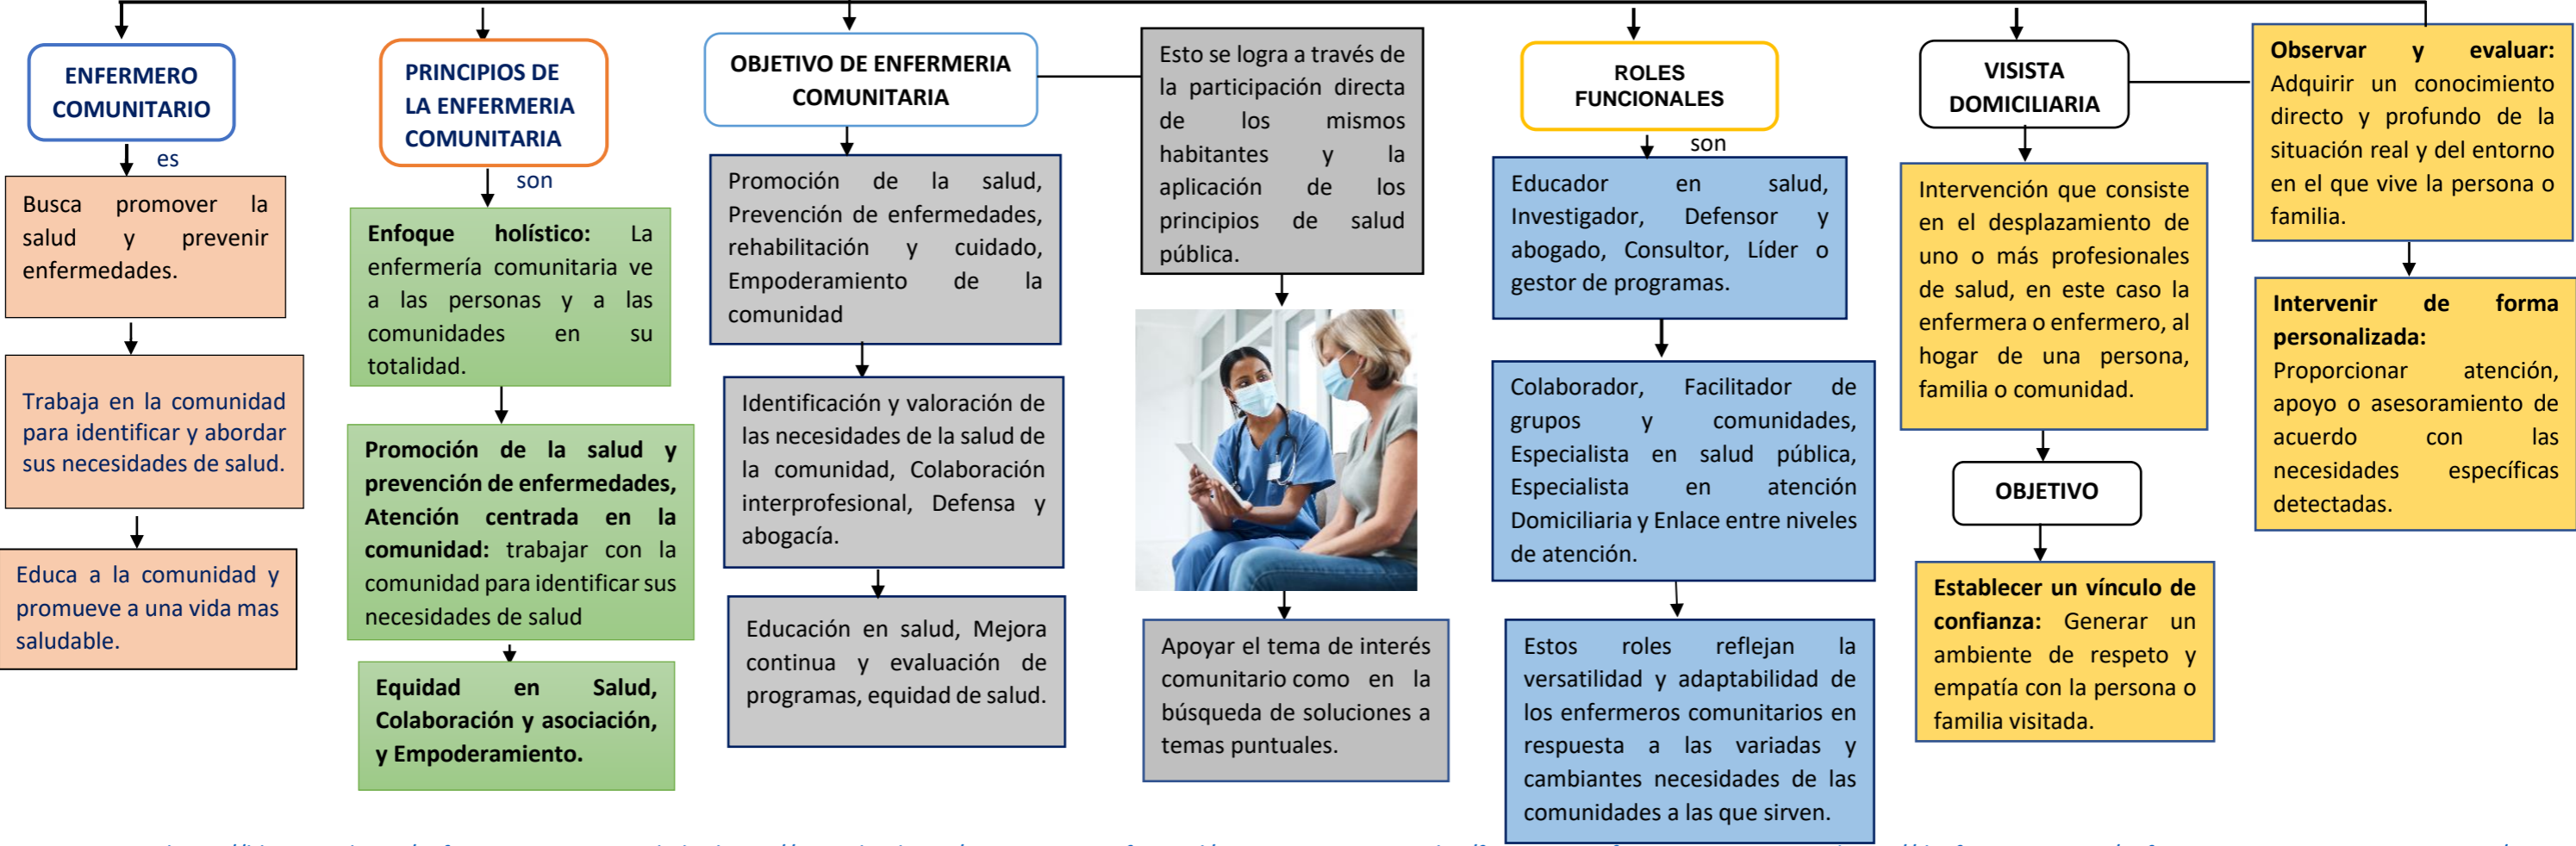 ENFERMERO
COMUNITARIO
es
Busca promover la
salud y prevenir
enfermedades.
Trabaja en la comunidad
para identificar y abordar
sus necesidades de salud.
Educa a la comunidad y
promueve a una vida mas
saludable.
PRINCIPIOS DE
LA ENFERMERIA
COMUNITARIA
son
Enfoque holístico: La
enfermería comunitaria ve
a las personas y a las
comunidades en su
totalidad.
Promoción de la salud y
prevención de enfermedades,
Atención centrada en la
comunidad: trabajar con la
comunidad para identificar sus
necesidades de salud
Equidad en Salud,
Colaboración y asociación,
y Empoderamiento.
OBJETIVO DE ENFERMERIA
COMUNITARIA
Promoción de la salud,
Prevención de enfermedades,
rehabilitación y cuidado,
Empoderamiento de la
comunidad
Identificación y valoración de
las necesidades de la salud de
la comunidad, Colaboración
interprofesional, Defensa y
abogacía.
Educación en salud, Mejora
continua y evaluación de
programas, equidad de salud.
Esto se logra a través de
la participación directa
de los mismos
habitantes y la
aplicación de los
principios de salud
pública.
Apoyar el tema de interés
comunitario como en la
búsqueda de soluciones a
temas puntuales.
ROLES
FUNCIONALES
son
Educador en salud,
Investigador, Defensor y
abogado, Consultor, Líder o
gestor de programas.
Colaborador, Facilitador de
grupos y comunidades,
Especialista en salud pública,
Especialista en atención
Domiciliaria y Enlace entre niveles
de atención.
Estos roles reflejan la
versatilidad y adaptabilidad de
los enfermeros comunitarios en
respuesta a las variadas y
cambiantes necesidades de las
comunidades a las que sirven.
VISISTA
DOMICILIARIA
Intervención que consiste
en el desplazamiento de
uno o más profesionales
de salud, en este caso la
enfermera o enfermero, al
hogar de una persona,
familia o comunidad.
OBJETIVO
Establecer un vínculo de
confianza: Generar un
ambiente de respeto y
empatía con la persona o
familia visitada.
Observar y evaluar:
Adquirir un conocimiento
directo y profundo de la
situación real y del entorno
en el que vive la persona o
familia.
Intervenir de forma
personalizada:
Proporcionar atención,
apoyo o asesoramiento de
acuerdo con las
necesidades específicas
detectadas.